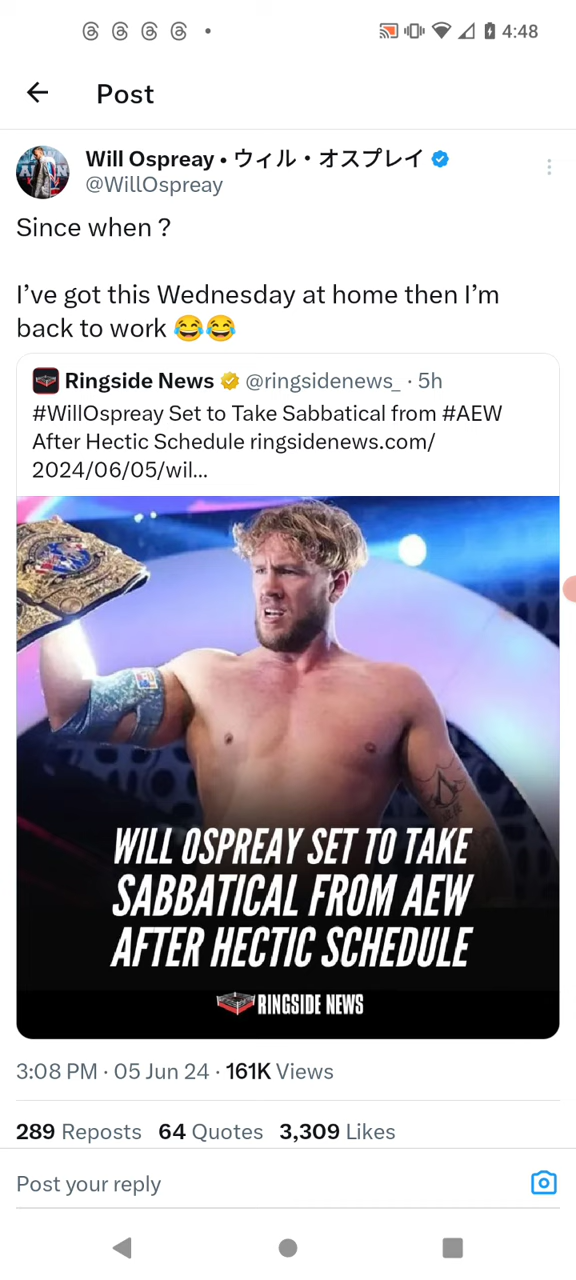 4:48
Post
Will Ospreay • ウィル・オスプレイ
@WillOspreay
Since when ?
I’ve got this Wednesday at home then I’m
back to work 😂😂
Ringside News @ringsidenews_ · 5h
#WillOspreay Set to Take Sabbatical from #AEW
After Hectic Schedule ringsidenews.com/
2024/06/05/wil...
WILL OSPREAY SET TO TAKE
SABBATICAL FROM AEW
AFTER HECTIC SCHEDULE
RINGSIDE NEWS
3:08 PM · 05 Jun 24 · 161K Views
289 Reposts 64 Quotes 3,309 Likes
Post your reply